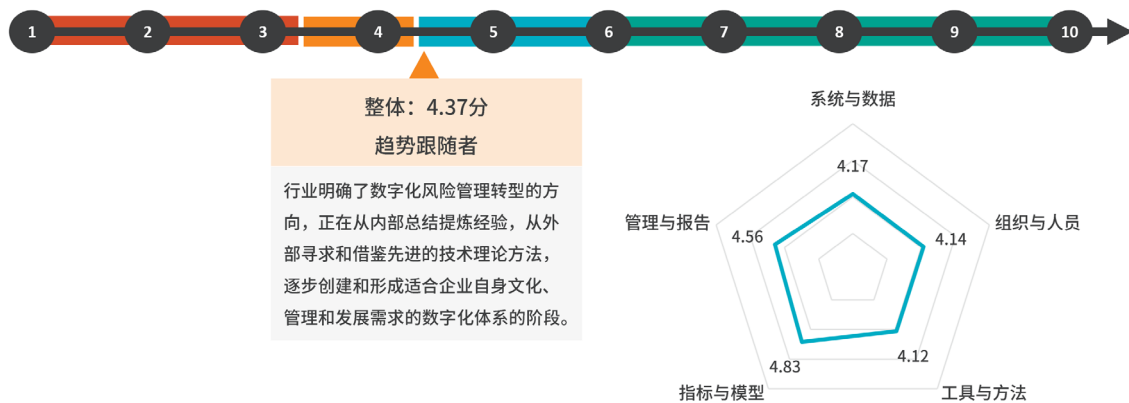 1 2 3 4 5 6 7 8 9 10
整体：4.37分
趋势跟随者
行业明确了数字化风险管理转型的方
向，正在从内部总结提炼经验，从外
部寻求和借鉴先进的技术理论方法，
逐步创建和形成适合企业自身文化、
管理和发展需求的数字化体系的阶段。
系统与数据
4.17
管理与报告
4.56
4.14
组织与人员
4.83
4.12
指标与模型
工具与方法